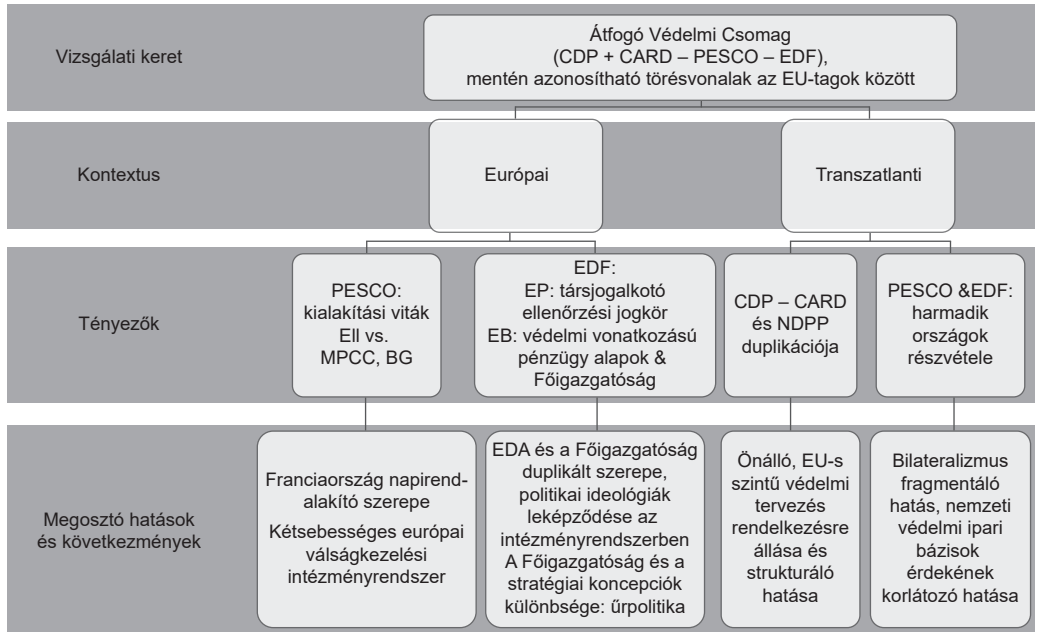 Vizsgálati keret
Átfogó Védelmi Csomag
(CDP + CARD – PESCO – EDF),
mentén azonosítható törésvonalak az EU-tagok között
Kontextus
Európai
Transzatlanti
Tényezők
PESCO:
kialakítási viták
EII vs.
MPCC, BG
EDF:
EP: társjogalkotó
ellenőrzési jogkör
EB: védelmi vonatkozású
pénzügy alapok &
Főigazgatóság
CDP – CARD
és NDPP
duplikációja
PESCO &EDF:
harmadik
országok
részvétele
Megosztó hatások
és következmények
Franciaország napirend-
alakító szerepe
Kétsebességes európai
válságkezelési
intézményrendszer
EDA és a Főigazgatóság
duplikált szerepe,
politikai ideológiák
leképződése az
intézményrendszerben
A Főigazgatóság és a
stratégiai koncepciók
különbsége: űrpolitika
Önálló, EU-s
szintű védelmi
tervezés
rendelkezésre
állása és
strukturáló
hatása
Bilateralizmus
fragmentáló
hatás, nemzeti
védelmi ipari
bázisok
érdekének
korlátozó hatása